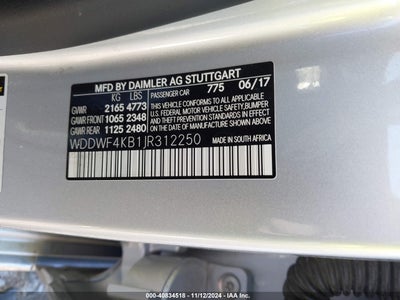 MFD BY DAIMLER AG STUTTGART
KG LBS PASSENGER CAR 775 06/17
GVWR 2165 4773
GAWR FRONT 1065 2348
GAWR REAR 1125 2480
THIS VEHICLE CONFORMS TO ALL APPLICABLE
U.S. FEDERAL MOTOR VEHICLE SAFETY, BUMPER
AND THEFT PREVENTION STANDARDS IN EFFECT
ON THE DATE OF MANUFACTURE SHOWN ABOVE.
WDDWF4KB1JR312250 MADE IN SOUTH AFRICA
000-40834518 - 11/12/2024 - IAA, Inc.